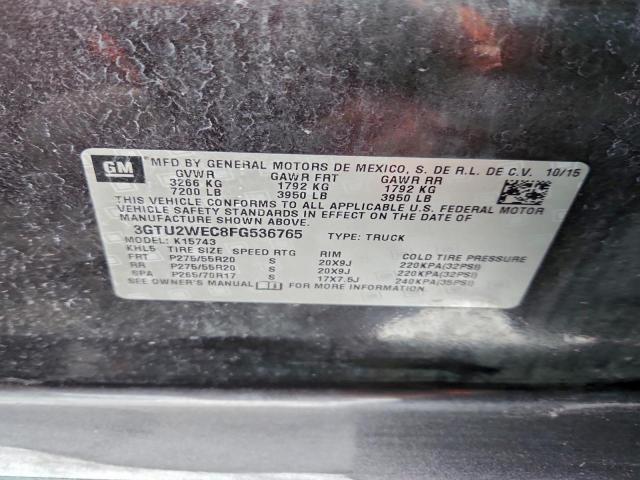 GM MFD BY GENERAL MOTORS DE MEXICO, S. DE R.L. DE C.V. 10/15
GVWR GAWR FRT GAWR RR
3266 KG 1792 KG 1792 KG
7200 LB 3950 LB 3950 LB
THIS VEHICLE CONFORMS TO ALL APPLICABLE U.S. FEDERAL MOTOR
VEHICLE SAFETY STANDARDS IN EFFECT ON THE DATE OF
MANUFACTURE SHOWN ABOVE.
3GTU2WEC8FG536765 TYPE: TRUCK
MODEL: K15743
KHL5 TIRE SIZE SPEED RTG RIM COLD TIRE PRESSURE
FRT P275/55R20 S 20X9J 220KPA(32PSI)
RR P275/55R20 S 20X9J 220KPA(32PSI)
SPA P265/70R17 S 17X7.5J 240KPA(35PSI)
SEE OWNER'S MANUAL FOR MORE INFORMATION.